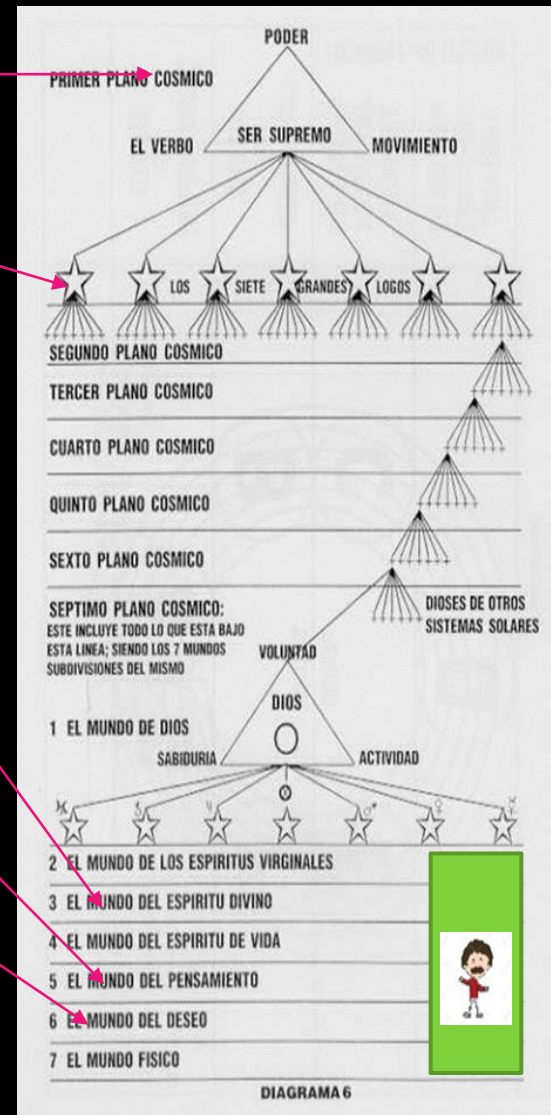 PODER
PRIMER PLANO COSMICO
SER SUPREMO
EL VERBO
MOVIMIENTO
LOS SIETE GRANDES LOGOS
SEGUNDO PLANO COSMICO
TERCER PLANO COSMICO
CUARTO PLANO COSMICO
QUINTO PLANO COSMICO
SEXTO PLANO COSMICO
SEPTIMO PLANO COSMICO:
ESTE INCLUYE TODO LO QUE ESTA BAJO
ESTA LINEA; SIENDO LOS 7 MUNDOS
SUBDIVISIONES DEL MISMO
DIOSES DE OTROS
SISTEMAS SOLARES
VOLUNTAD
DIOS
1 EL MUNDO DE DIOS
SABIDURIA
ACTIVIDAD
2 EL MUNDO DE LOS ESPIRITUS VIRGINALES
3 EL MUNDO DEL ESPIRITU DIVINO
4 EL MUNDO DEL ESPIRITU DE VIDA
5 EL MUNDO DEL PENSAMIENTO
6 EL MUNDO DEL DESEO
7 EL MUNDO FISICO
DIAGRAMA 6